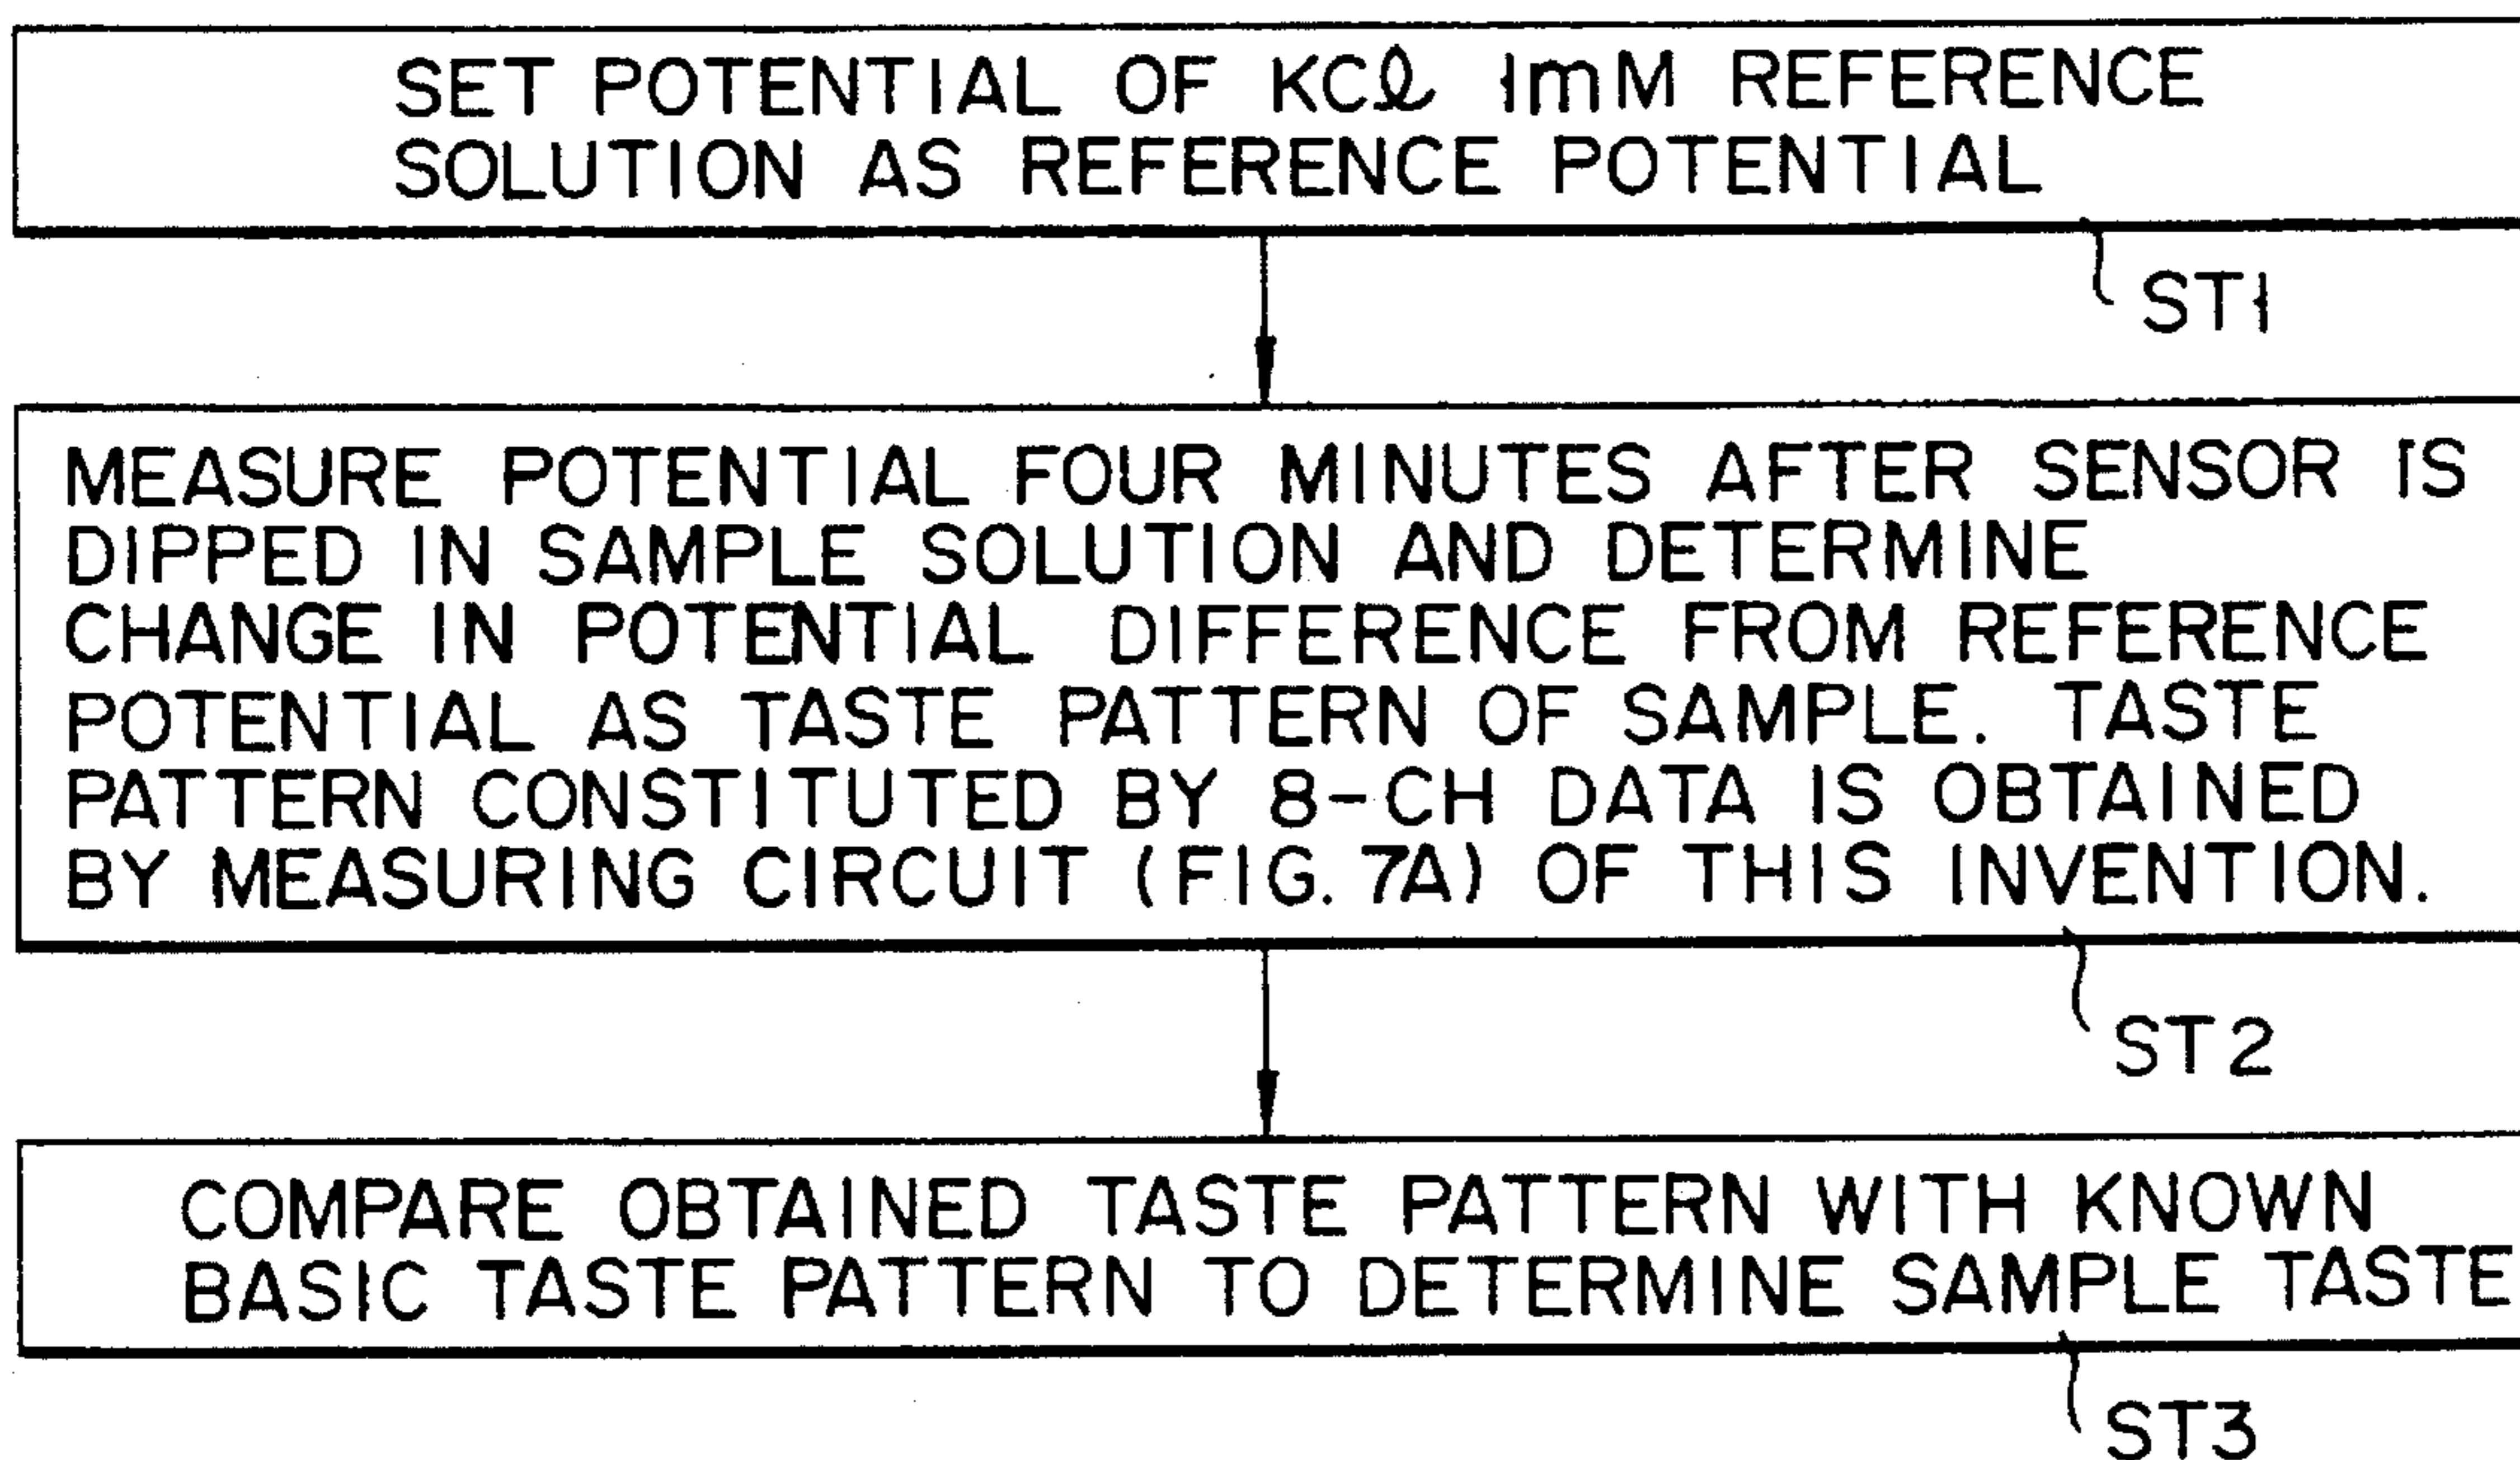 SET POTENTIAL OF KCℓ 1mM REFERENCE
SOLUTION AS REFERENCE POTENTIAL
ST1
MEASURE POTENTIAL FOUR MINUTES AFTER SENSOR IS
DIPPED IN SAMPLE SOLUTION AND DETERMINE
CHANGE IN POTENTIAL DIFFERENCE FROM REFERENCE
POTENTIAL AS TASTE PATTERN OF SAMPLE. TASTE
PATTERN CONSTITUTED BY 8-CH DATA IS OBTAINED
BY MEASURING CIRCUIT (FIG. 7A) OF THIS INVENTION.
ST2
COMPARE OBTAINED TASTE PATTERN WITH KNOWN
BASIC TASTE PATTERN TO DETERMINE SAMPLE TASTE
ST3